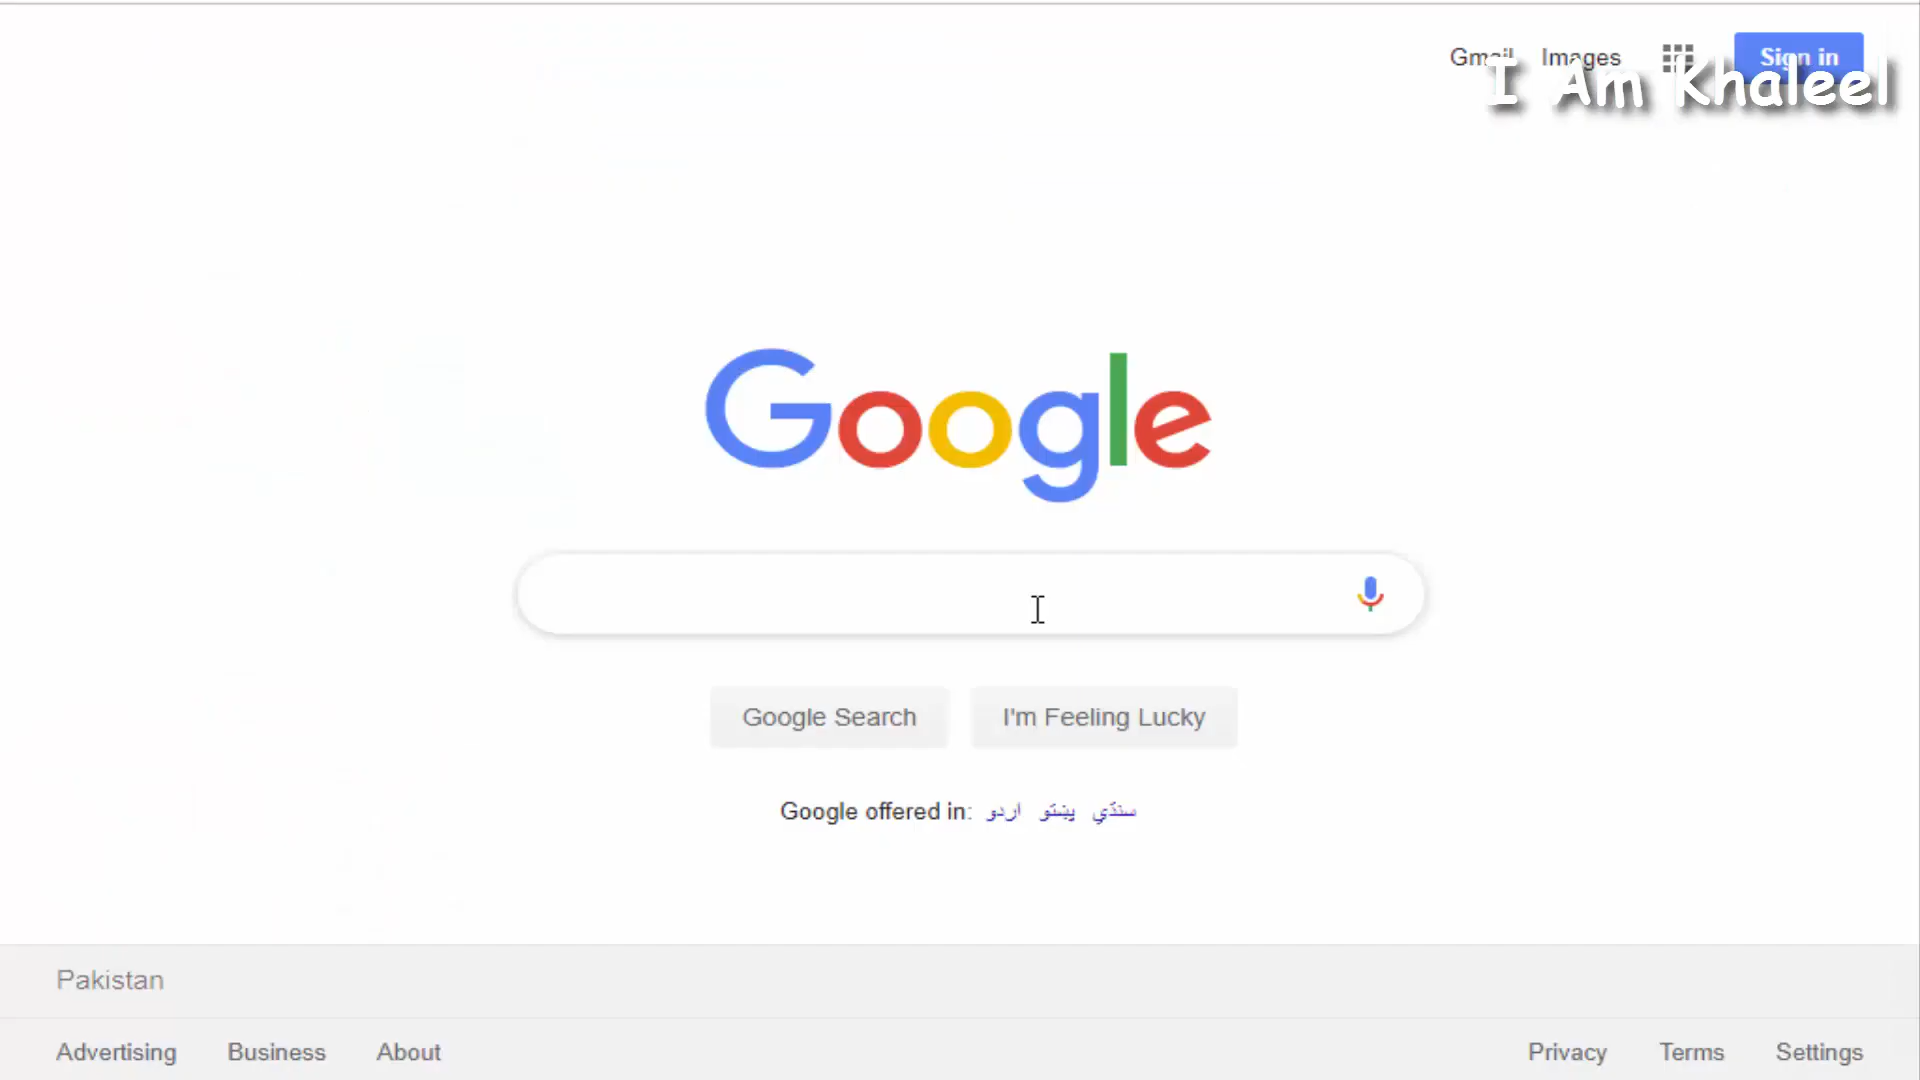 Gmail Images Sign in
I Am Khaleel
Google
Google Search I'm Feeling Lucky
Google offered in: اردو پښتو سنڌي
Pakistan
Advertising Business About Privacy Terms Settings